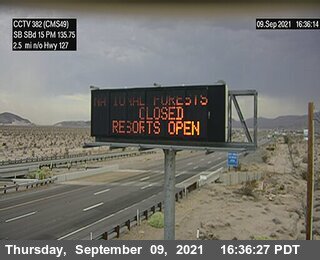 CCTV 382 (CMS49)
SB SBd 15 PM 135.75
2.5 mi n/o Hwy 127
09.Sep 2021 16:36:14
NATIONAL FORESTS
CLOSED
RESORTS OPEN
Thursday, September 09, 2021 16:36:27 PDT